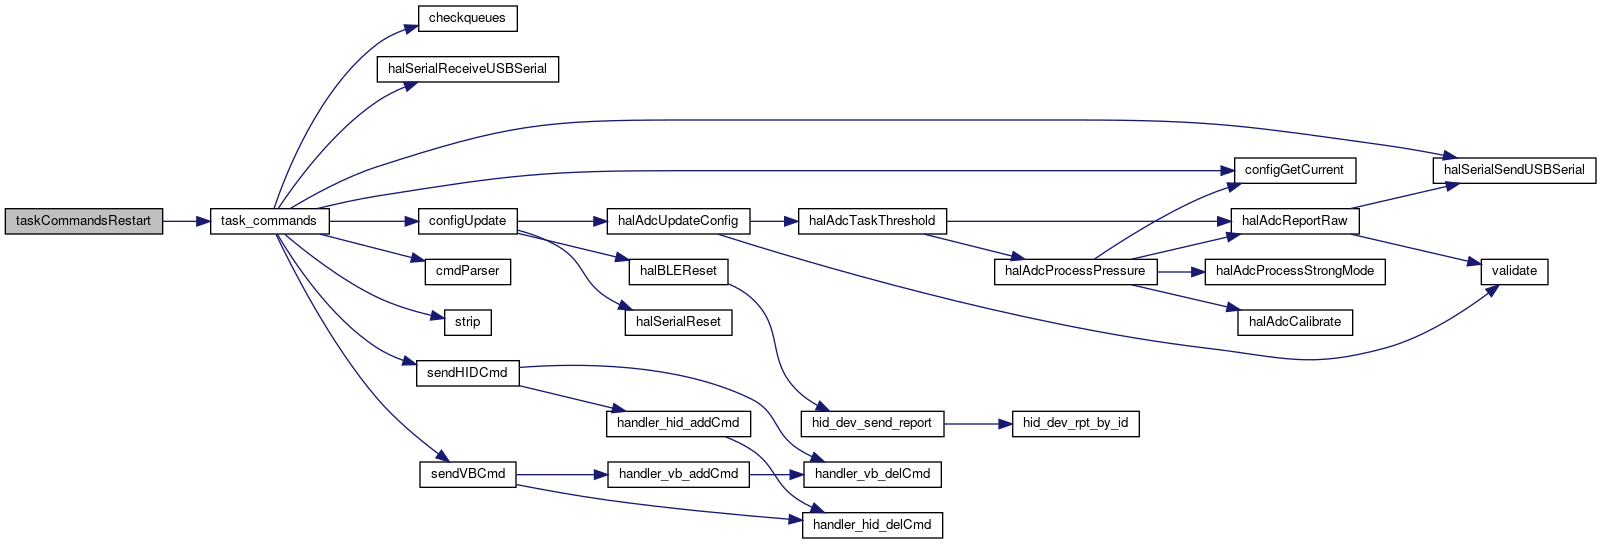 checkqueues
halSerialReceiveUSBSerial
halSerialSendUSBSerial
configGetCurrent
taskCommandsRestart
task_commands
configUpdate
halAdcUpdateConfig
halAdcTaskThreshold
halAdcReportRaw
cmdParser
halBLEReset
halAdcProcessPressure
halAdcProcessStrongMode
validate
strip
halSerialReset
halAdcCalibrate
sendHIDCmd
handler_hid_addCmd
hid_dev_send_report
hid_dev_rpt_by_id
sendVBCmd
handler_vb_addCmd
handler_vb_delCmd
handler_hid_delCmd